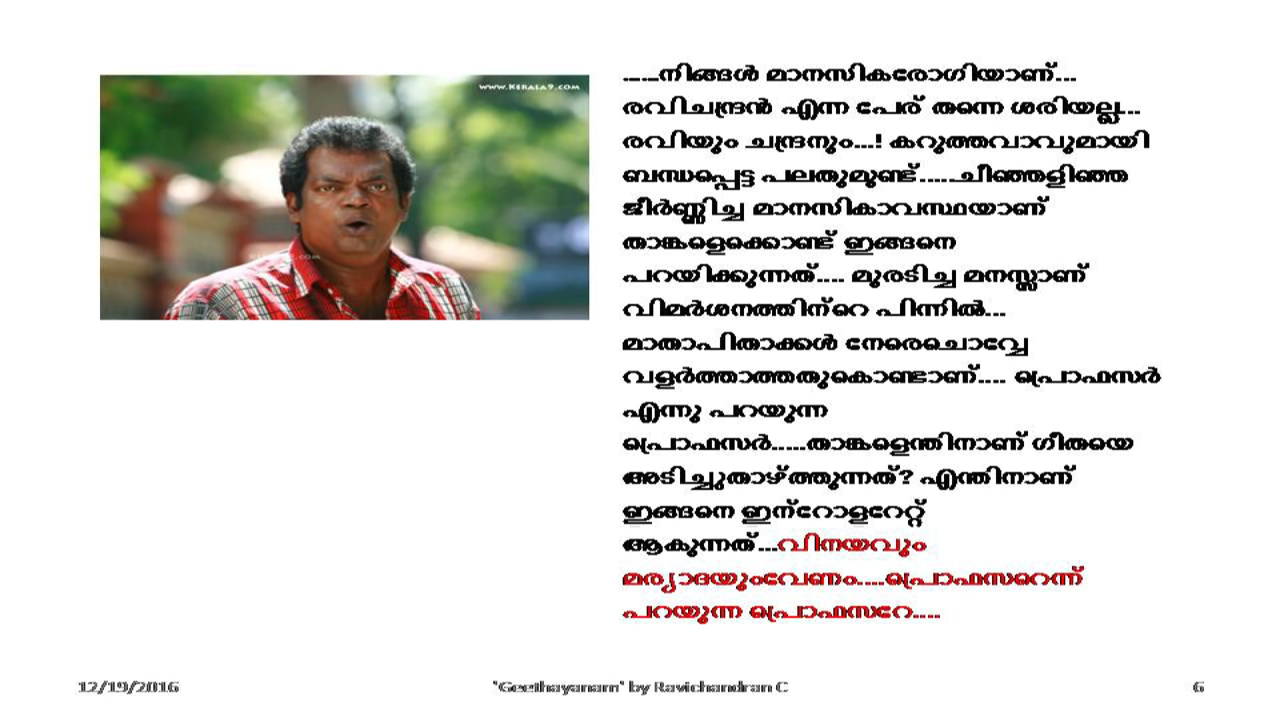 www.Kerala9.com
.....നിങ്ങൾ മാനസികരോഗിയാണ്...
രവിചന്ദ്രൻ എന്ന പേര് തന്നെ ശരിയല്ല...
രവിയും ചന്ദ്രനും...! കറുത്തവാവുമായി
ബന്ധപ്പെട്ട പലതുമുണ്ട്.....ചീഞ്ഞളിഞ്ഞ
ജീർണ്ണിച്ച മാനസികാവസ്ഥയാണ്
താങ്കളെക്കൊണ്ട് ഇങ്ങനെ
പറയിക്കുന്നത്.... മുരടിച്ച മനസ്സാണ്
വിമർശനത്തിന്റെ പിന്നിൽ...
മാതാപിതാക്കൾ നേരെചൊവ്വേ
വളർത്താത്തതുകൊണ്ടാണ്.... പ്രൊഫസർ
എന്നു പറയുന്ന
പ്രൊഫസർ.....താങ്കളെന്തിനാണ് ഗീതയെ
അടിച്ചുതാഴ്ത്തുന്നത്? എന്തിനാണ്
ഇങ്ങനെ ഇന്റോളറേറ്റ്
ആകുന്നത്...വിനയവും
മര്യാദയുംവേണം....പ്രൊഫസറെന്ന്
പറയുന്ന പ്രൊഫസറേ....
12/19/2016 'Geethayanam' by Ravichandran C 6